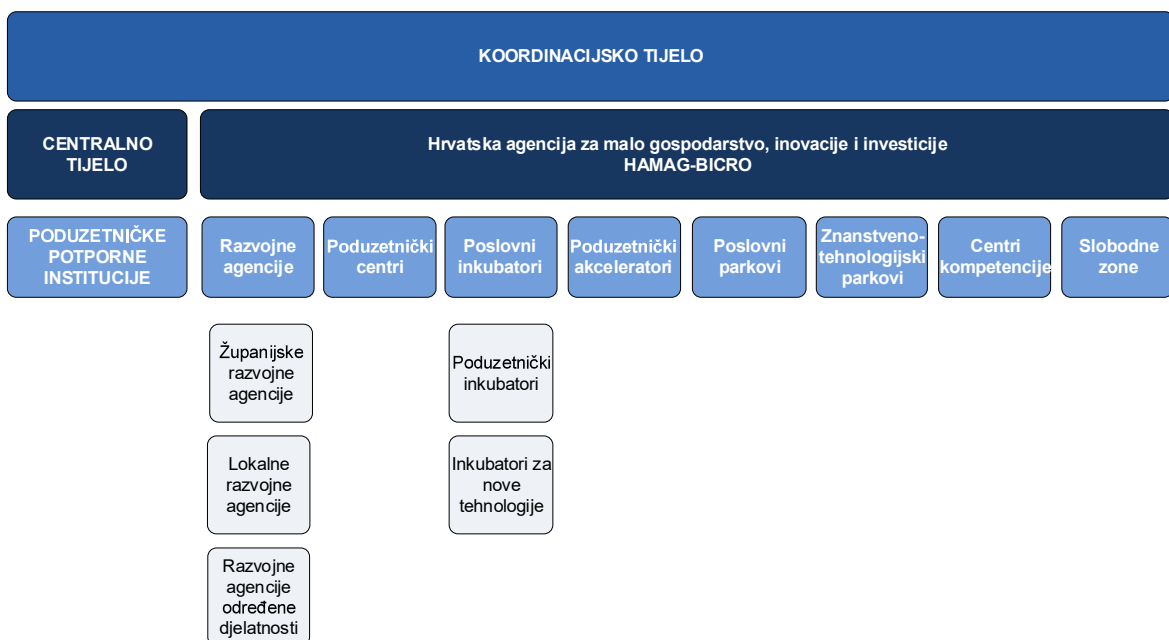 KOORDINACIJSKO TIJELO
CENTRALNO
TIJELO
Hrvatska agencija za malo gospodarstvo, inovacije i investicije
HAMAG-BICRO
PODUZETNIČKE
POTPORNE
INSTITUCIJE
Razvojne
agencije
Poduzetnički
centri
Poslovni
inkubatori
Poduzetnički
akceleratori
Poslovni
parkovi
Znanstveno-
tehnologijski
parkovi
Centri
kompetencije
Slobodne
zone
Županijske
razvojne
agencije
Poduzetnički
inkubatori
Lokalne
razvojne
agencije
Inkubatori za
nove
tehnologije
Razvojne
agencije
određene
djelatnosti